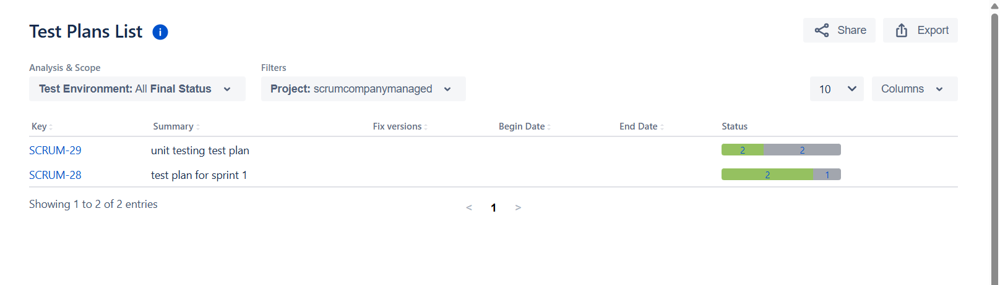 Test Plans List
Share
Export
Analysis & Scope
Filters
Test Environment: All Final Status
Project: scrumcompanymanaged
10
Columns
Key Summary Fix versions Begin Date End Date Status
SCRUM-29 unit testing test plan 2 2
SCRUM-28 test plan for sprint 1 2 1
Showing 1 to 2 of 2 entries
< 1 >